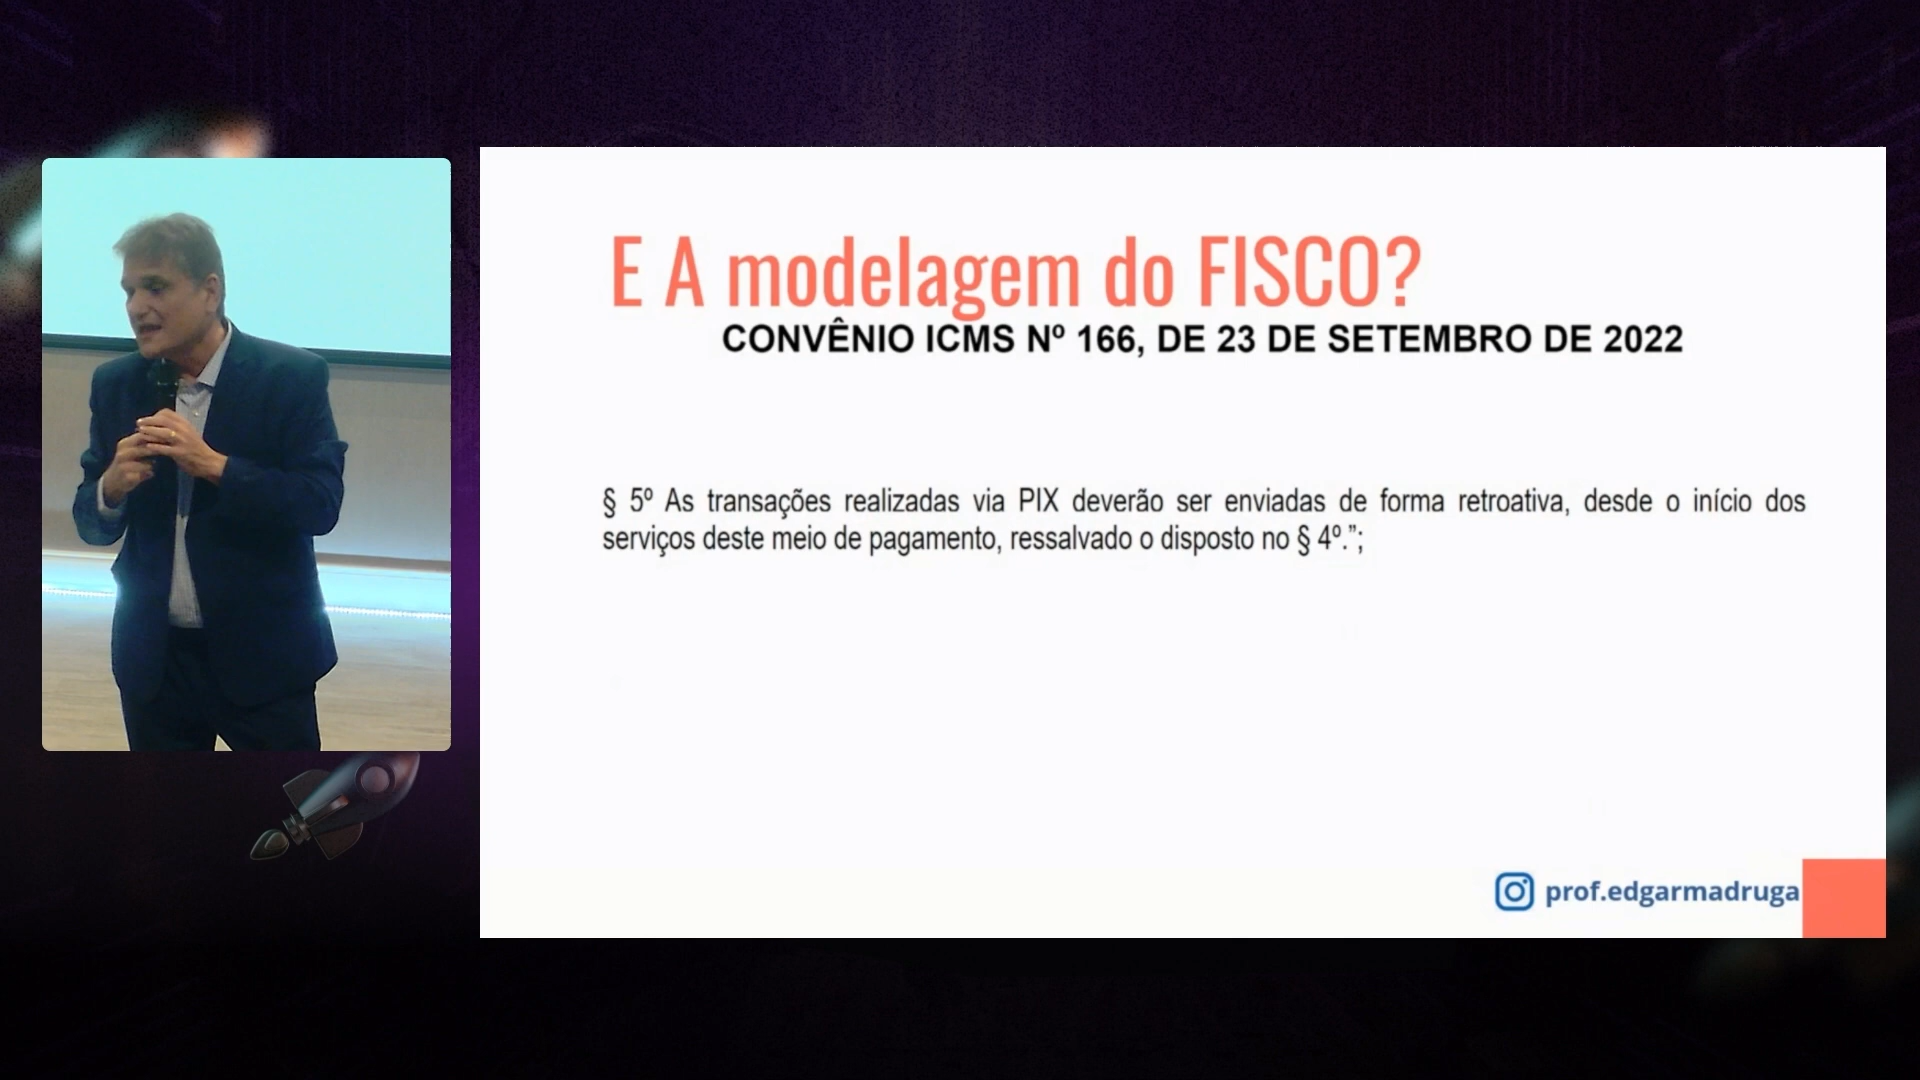 E A modelagem do FISCO?
CONVÊNIO ICMS Nº 166, DE 23 DE SETEMBRO DE 2022
§ 5º As transações realizadas via PIX deverão ser enviadas de forma retroativa, desde o início dos
serviços deste meio de pagamento, ressalvado o disposto no § 4º.”;
prof.edgarmadruga